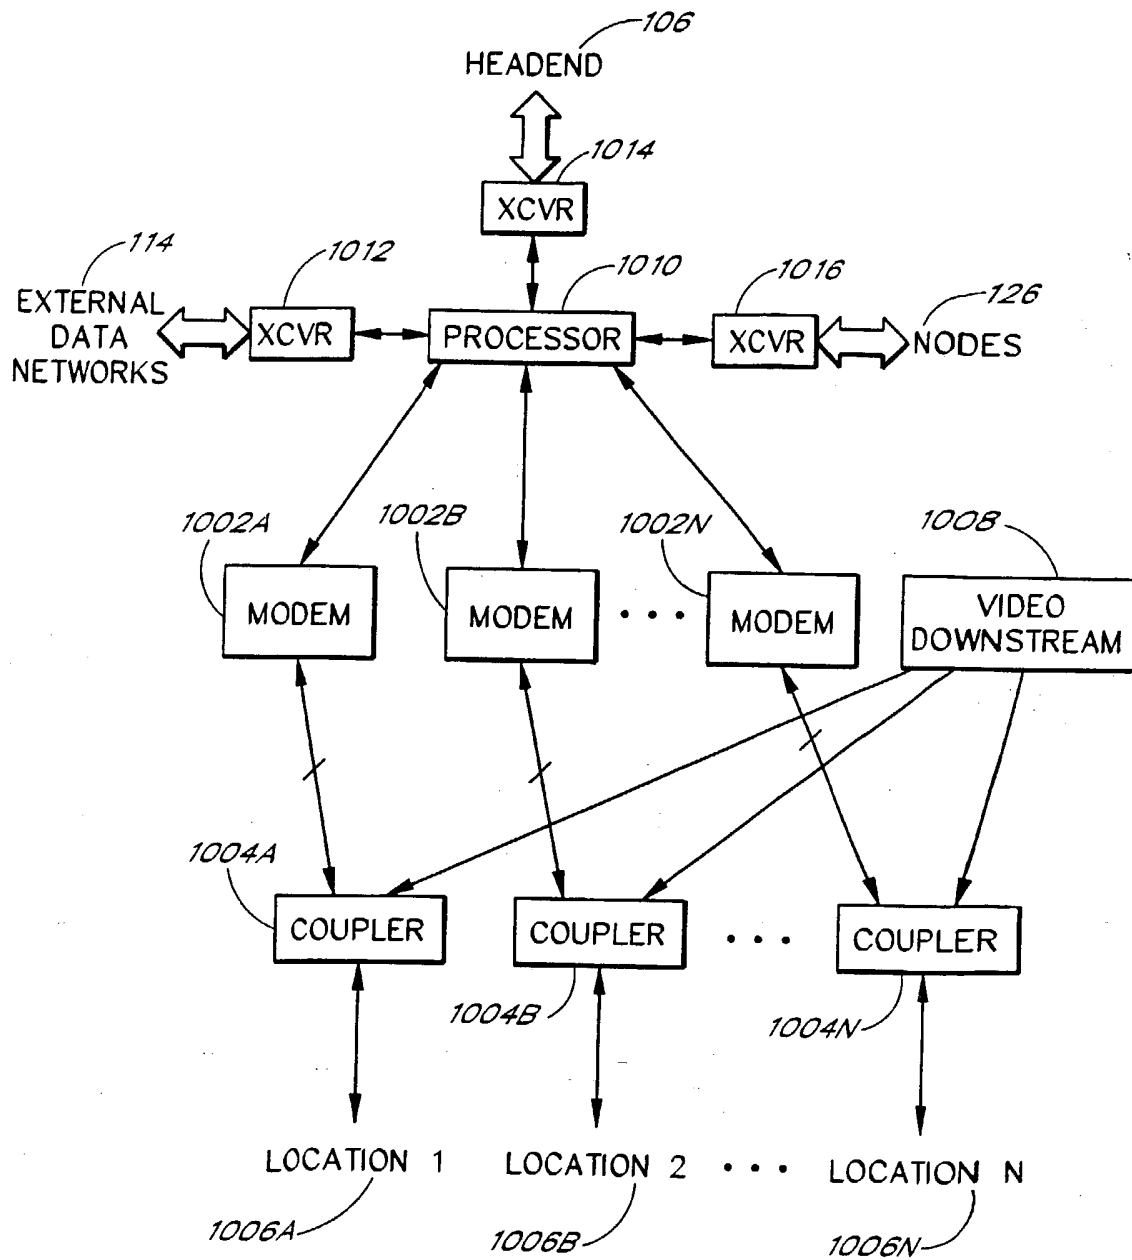 106
HEADEND
1014
XCVR
114
1012
1010
1016
126
EXTERNAL
DATA
NETWORKS
XCVR
PROCESSOR
XCVR
NODES
1002A
1002B
1002N
1008
MODEM
MODEM
• • •
MODEM
VIDEO
DOWNSTREAM
1004A
COUPLER
COUPLER
• • •
COUPLER
1004B
1004N
LOCATION 1
LOCATION 2
• • •
LOCATION N
1006A
1006B
1006N